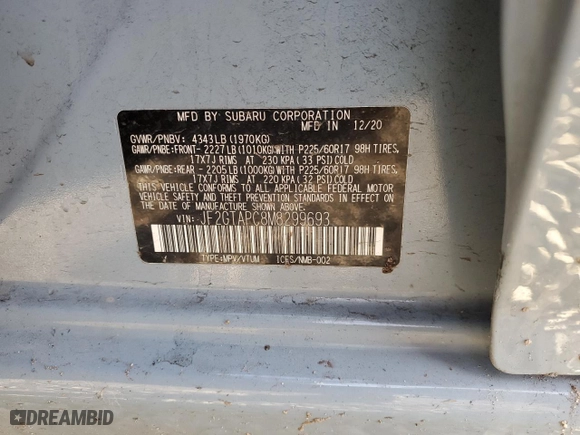 MFD BY SUBARU CORPORATION
MFD IN 12/20
GVWR/PNBV: 4343LB(1970KG)
GAWR/PNBE:FRONT- 2227LB(1010KG)WITH P225/60R17 98H TIRES,
17X7J RIMS AT 230 KPA(33 PSI)COLD
GAWR/PNBE:REAR - 2205LB(1000KG)WITH P225/60R17 98H TIRES,
17X7J RIMS AT 220 KPA(32 PSI)COLD
THIS VEHICLE CONFORMS TO ALL APPLICABLE FEDERAL MOTOR
VEHICLE SAFETY AND THEFT PREVENTION STANDARDS IN EFFECT ON
THE DATE OF MANUFACTURE SHOWN ABOVE.
VIN: JF2GTAPC8M8299693
TYPE:MPV/VTUM ICES/NMB-002
DREAMBID